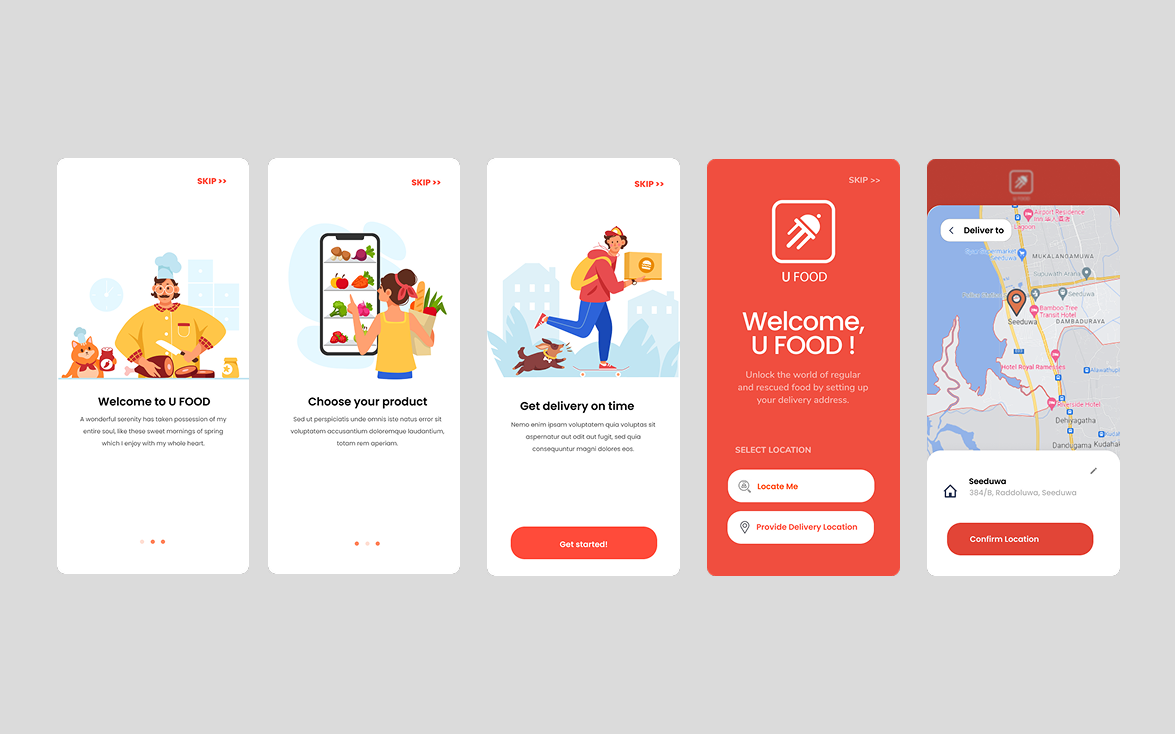 SKIP >>
Welcome to U FOOD
A wonderful serenity has taken possession of my
entire soul, like these sweet mornings of spring
which I enjoy with my whole heart.
SKIP >>
Choose your product
Sed ut perspiciatis unde omnis iste natus error sit
voluptatem accusantium doloremque laudantium,
totam rem aperiam.
SKIP >>
Get delivery on time
Nemo enim ipsam voluptatem quia voluptas sit
aspernatur aut odit aut fugit, sed quia
consequuntur magni dolores eos.
Get started!
SKIP >>
U FOOD
Welcome,
U FOOD !
Unlock the world of regular
and rescued food by setting up
your delivery address.
SELECT LOCATION
Locate Me
Provide Delivery Location
Deliver to
Airport Residence
Lagoon
MUKALANGAMUWA
Supermarket
Seeduwa
Supuwath Arana
Seeduwa
Police Station
Bamboo Tree
Transit Hotel
Seeduwa
DAMBADURAYA
Hotel Royal Ramesses
Riverside Hotel
Dehiyagatha
Dandugama
Seeduwa
384/B, Raddoluwa, Seeduwa
Confirm Location